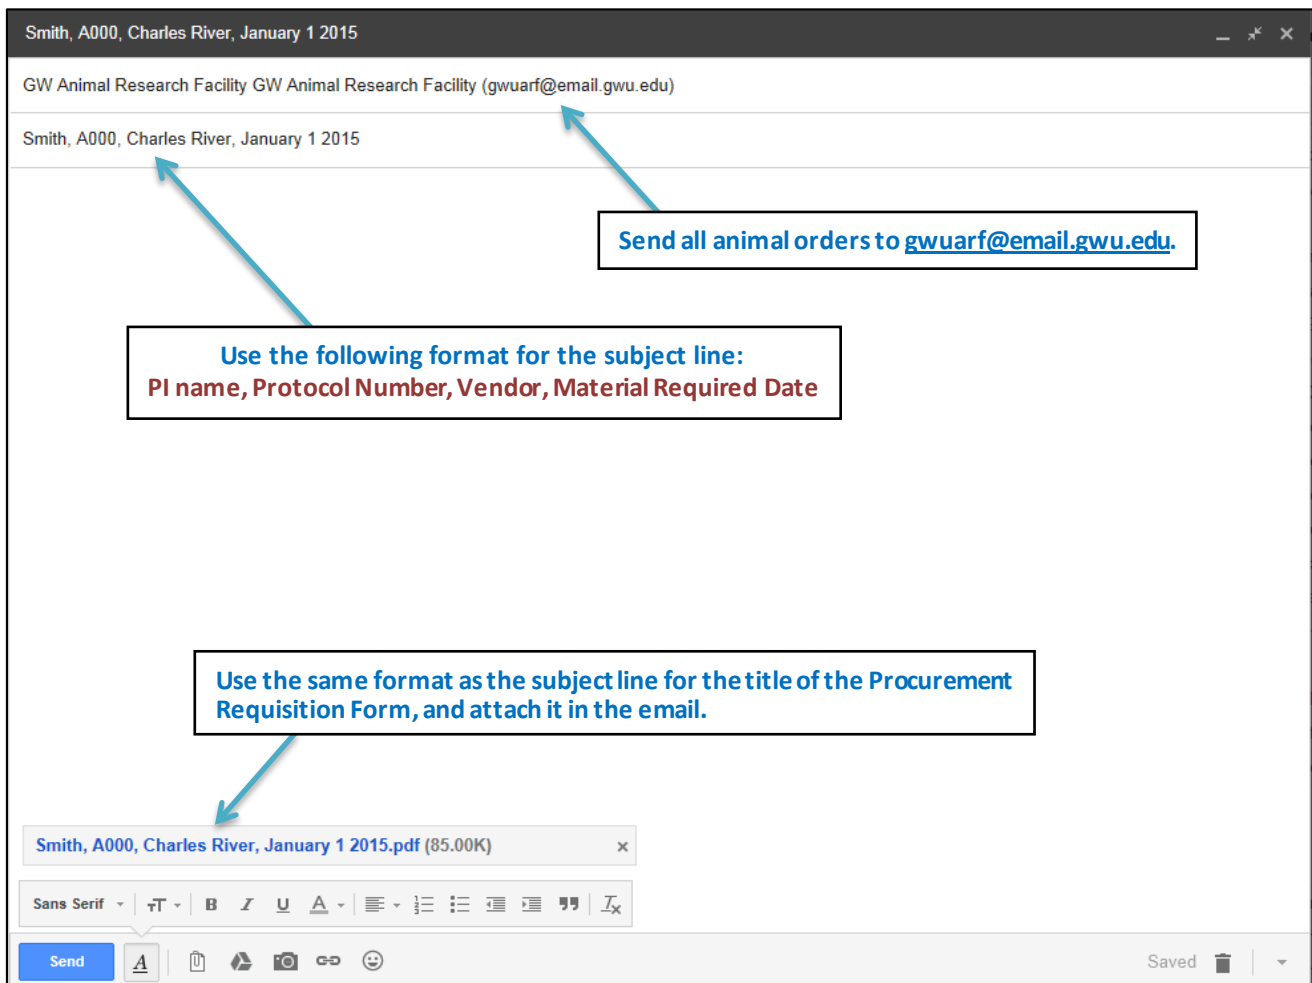 Smith, A000, Charles River, January 1 2015
GW Animal Research Facility GW Animal Research Facility (gwuarf@email.gwu.edu)
Smith, A000, Charles River, January 1 2015
Send all animal orders to gwuarf@email.gwu.edu.
Use the following format for the subject line:
PI name, Protocol Number, Vendor, Material Required Date
Use the same format as the subject line for the title of the Procurement
Requisition Form, and attach it in the email.
Smith, A000, Charles River, January 1 2015.pdf (85.00K)
Sans Serif
Send
Saved